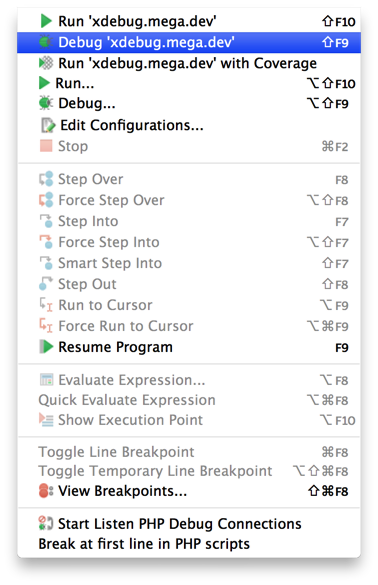 Run 'xdebug.mega.dev' ⇧F10
Debug 'xdebug.mega.dev' ⇧F9
Run 'xdebug.mega.dev' with Coverage
Run... ⌥⇧F10
Debug... ⌥⇧F9
Edit Configurations...
Stop ⌘F2
Step Over F8
Force Step Over ⌥⇧F8
Step Into F7
Force Step Into ⌥⇧F7
Smart Step Into ⇧F7
Step Out ⇧F8
Run to Cursor ⌥F9
Force Run to Cursor ⌥⌘F9
Resume Program F9
Evaluate Expression... ⌥F8
Quick Evaluate Expression ⌥⌘F8
Show Execution Point ⌥F10
Toggle Line Breakpoint ⌘F8
Toggle Temporary Line Breakpoint ⌥⇧⌘F8
View Breakpoints... ⇧⌘F8
Start Listen PHP Debug Connections
Break at first line in PHP scripts